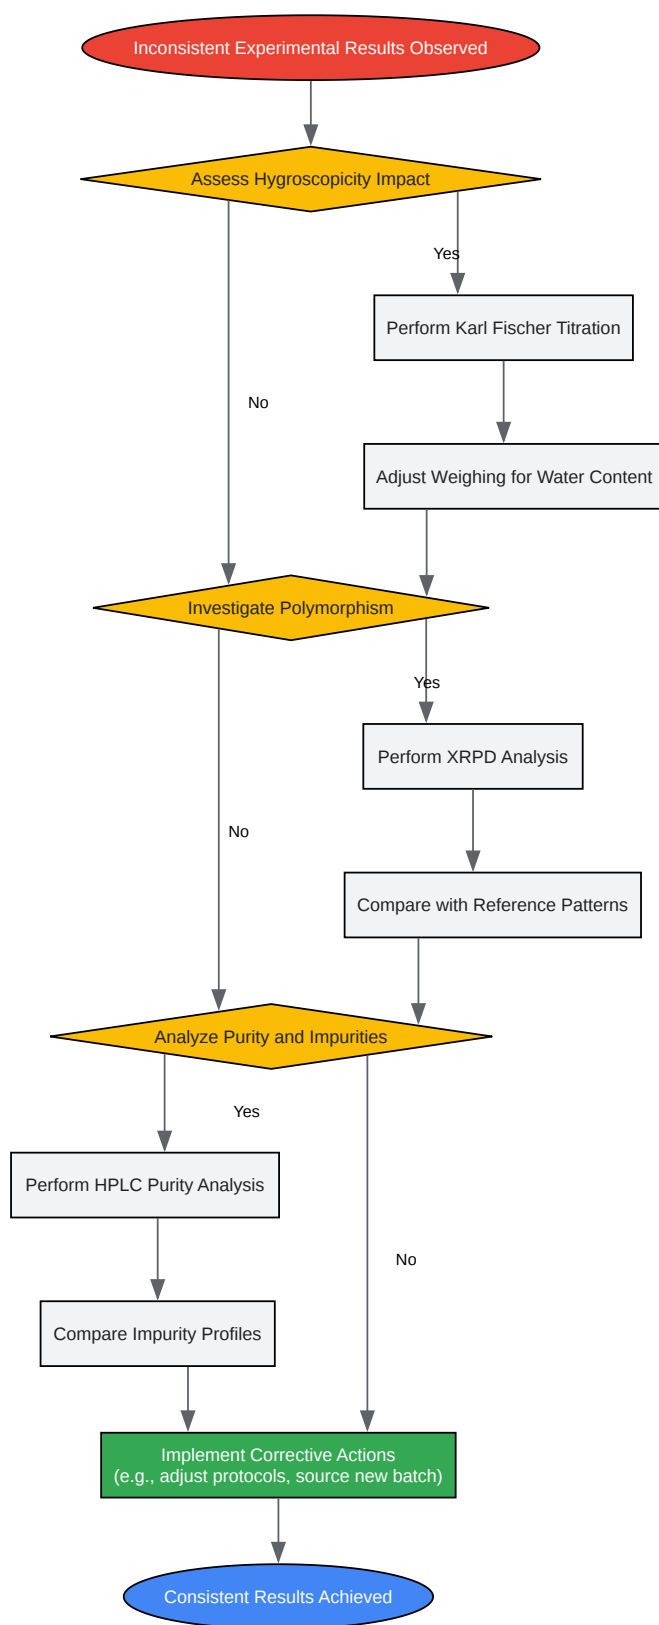 Inconsistent Experimental Results Observed
Assess Hygroscopicity Impact
Yes
Perform Karl Fischer Titration
No
Adjust Weighing for Water Content
Investigate Polymorphism
Yes
Perform XRPD Analysis
No
Compare with Reference Patterns
Analyze Purity and Impurities
Yes
Perform HPLC Purity Analysis
No
Compare Impurity Profiles
Implement Corrective Actions
(e.g., adjust protocols, source new batch)
Consistent Results Achieved